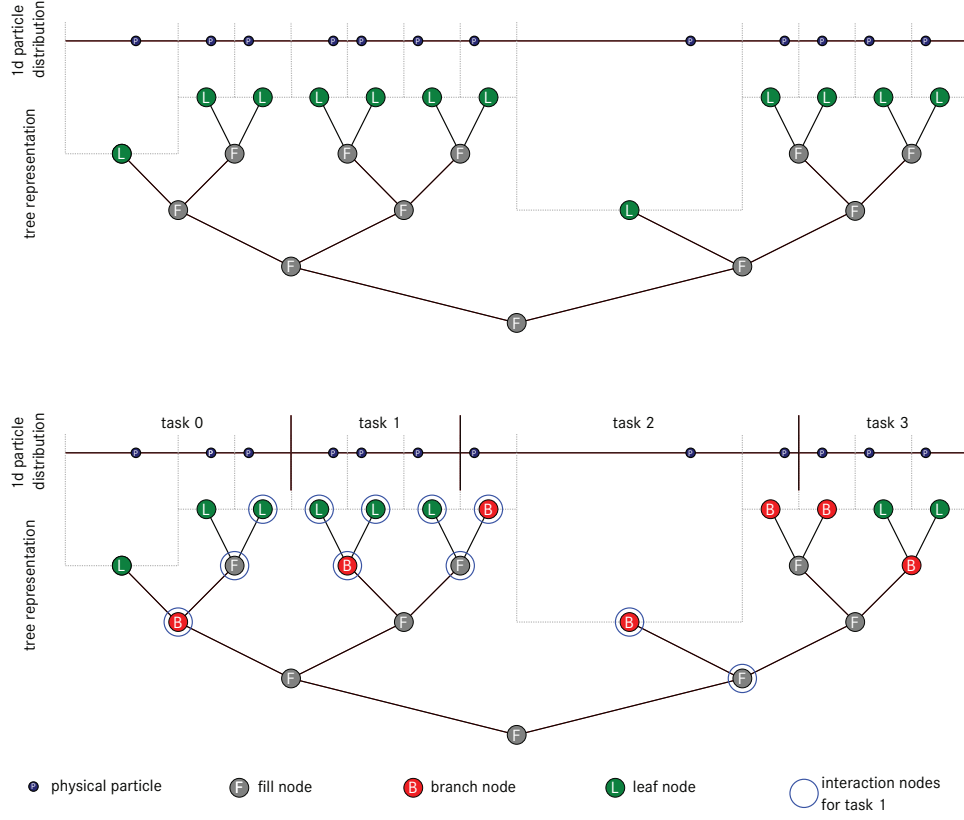 1d particle
distribution
P P P P P P P P P P P P
tree representation
L L L L L L L L L L
L F F F F F
F F L F
F F
F
task 0 task 1 task 2 task 3
1d particle
distribution
P P P P P P P P P P P P
tree representation
L L L L L B B B L L
L F B F F B
B F B F
F F
F
P physical particle F fill node B branch node L leaf node interaction nodes
for task 1